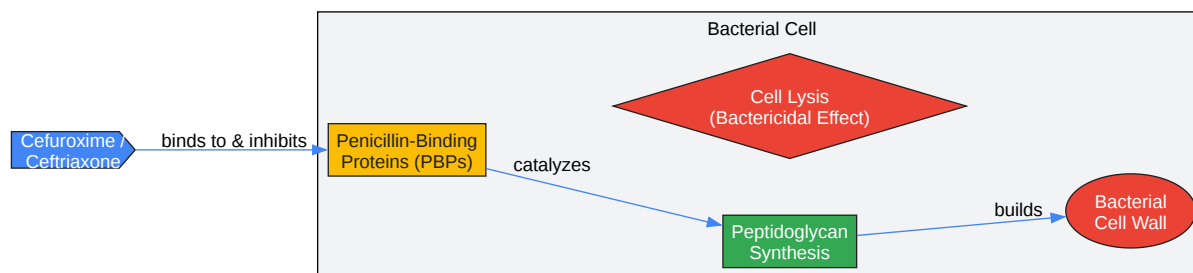 Bacterial Cell
Cell Lysis
(Bactericidal Effect)
Cefuroxime /
Ceftriaxone
binds to & inhibits
Penicillin-Binding
Proteins (PBPs)
catalyzes
Peptidoglycan
Synthesis
builds
Bacterial
Cell Wall